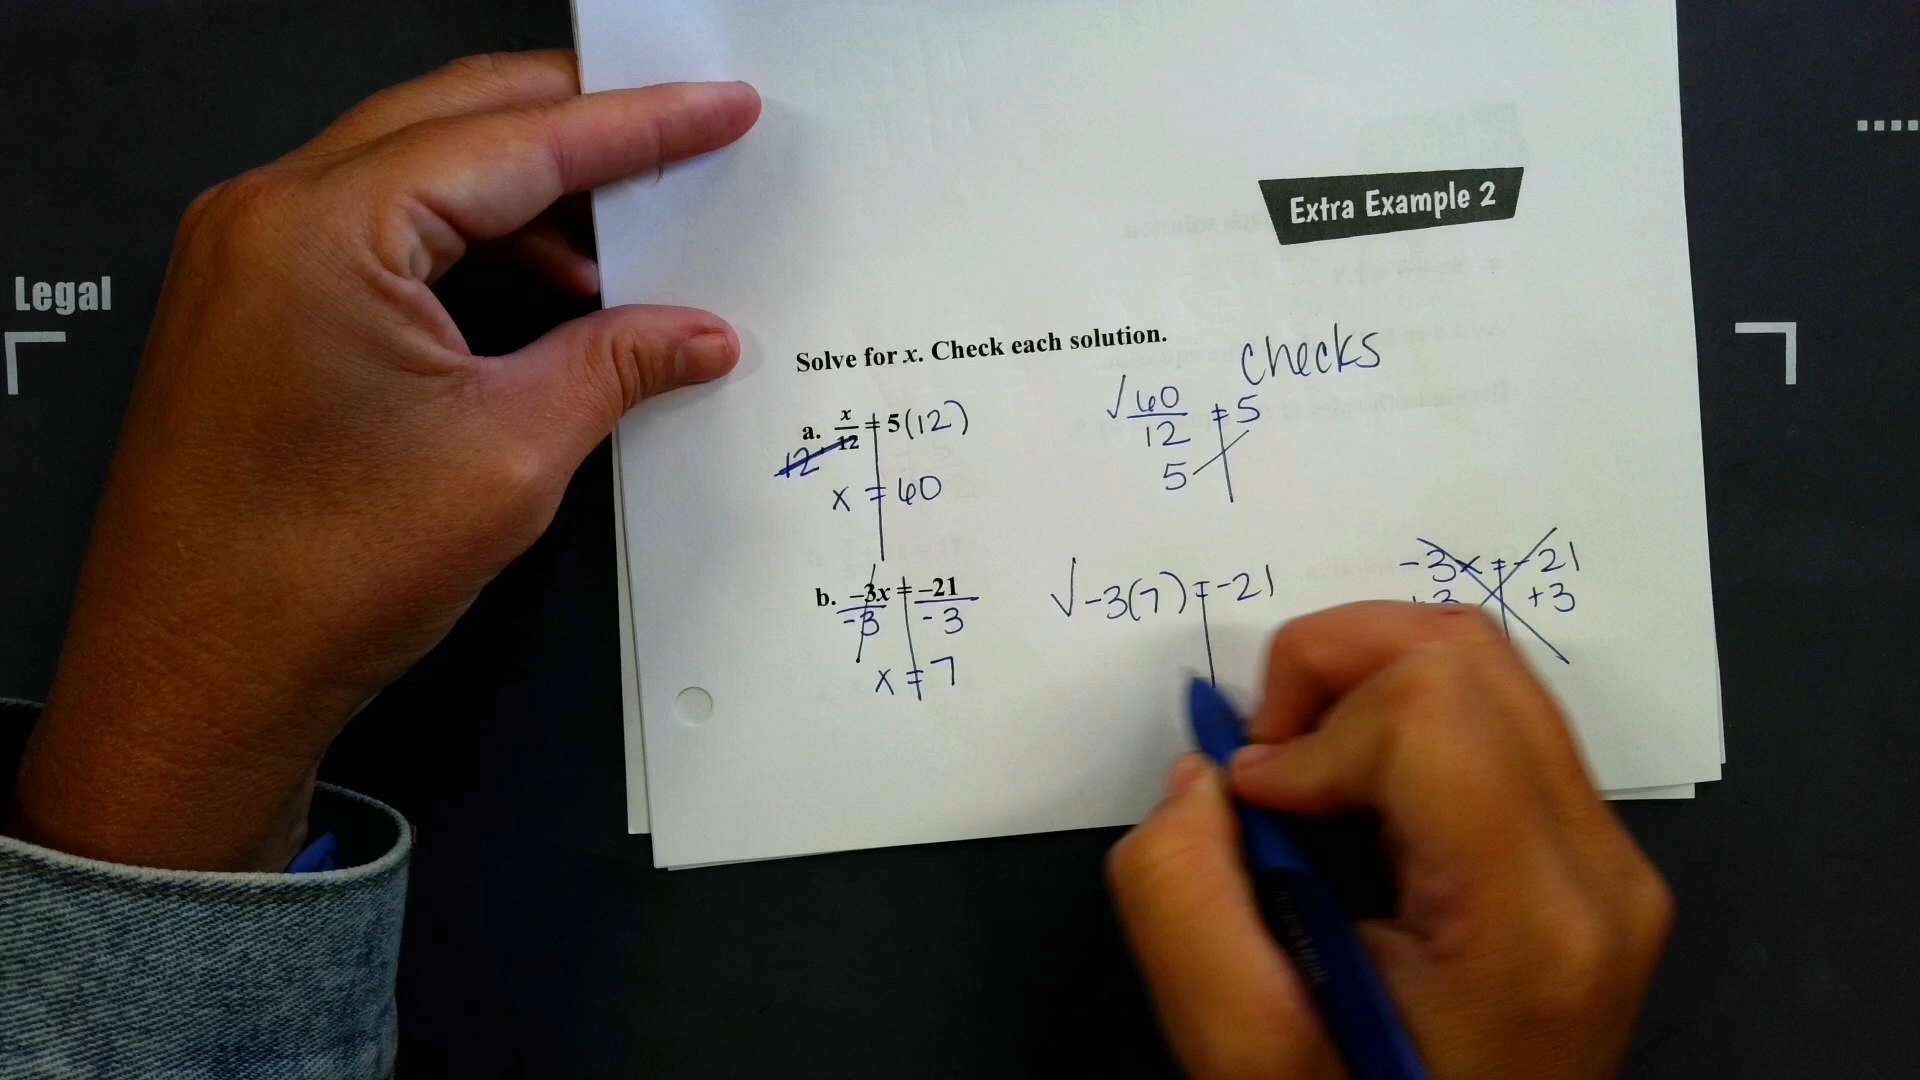 Extra Example 2
Legal
Solve for x. Check each solution.
checks
a. x/12 = 5(12)
12 ·
x = 60
√ 60/12 = 5
5
b. -3x = -21
-3 -3
x = 7
√ -3(7) = -21
-3x = -21
+3 +3